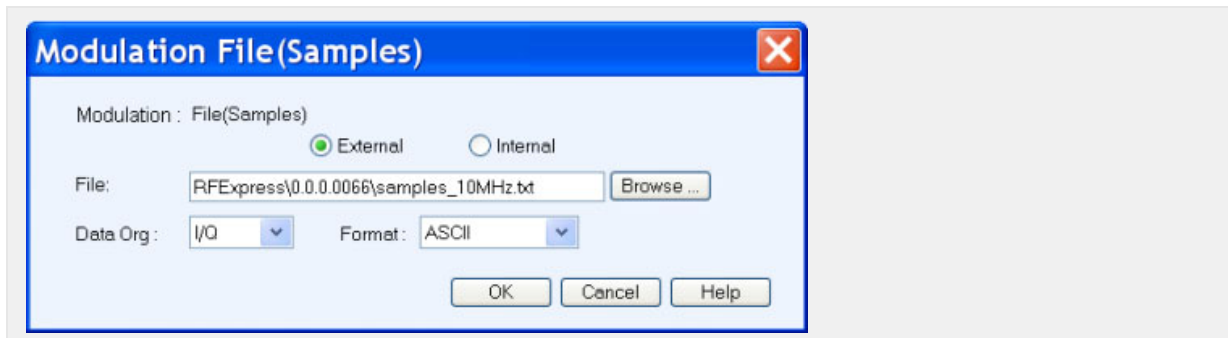 Modulation File(Samples)
Modulation : File(Samples)
External Internal
File: RFExpress\0.0.0.0066\samples_10MHz.txt Browse ...
Data Org : I/Q Format : ASCII
OK Cancel Help